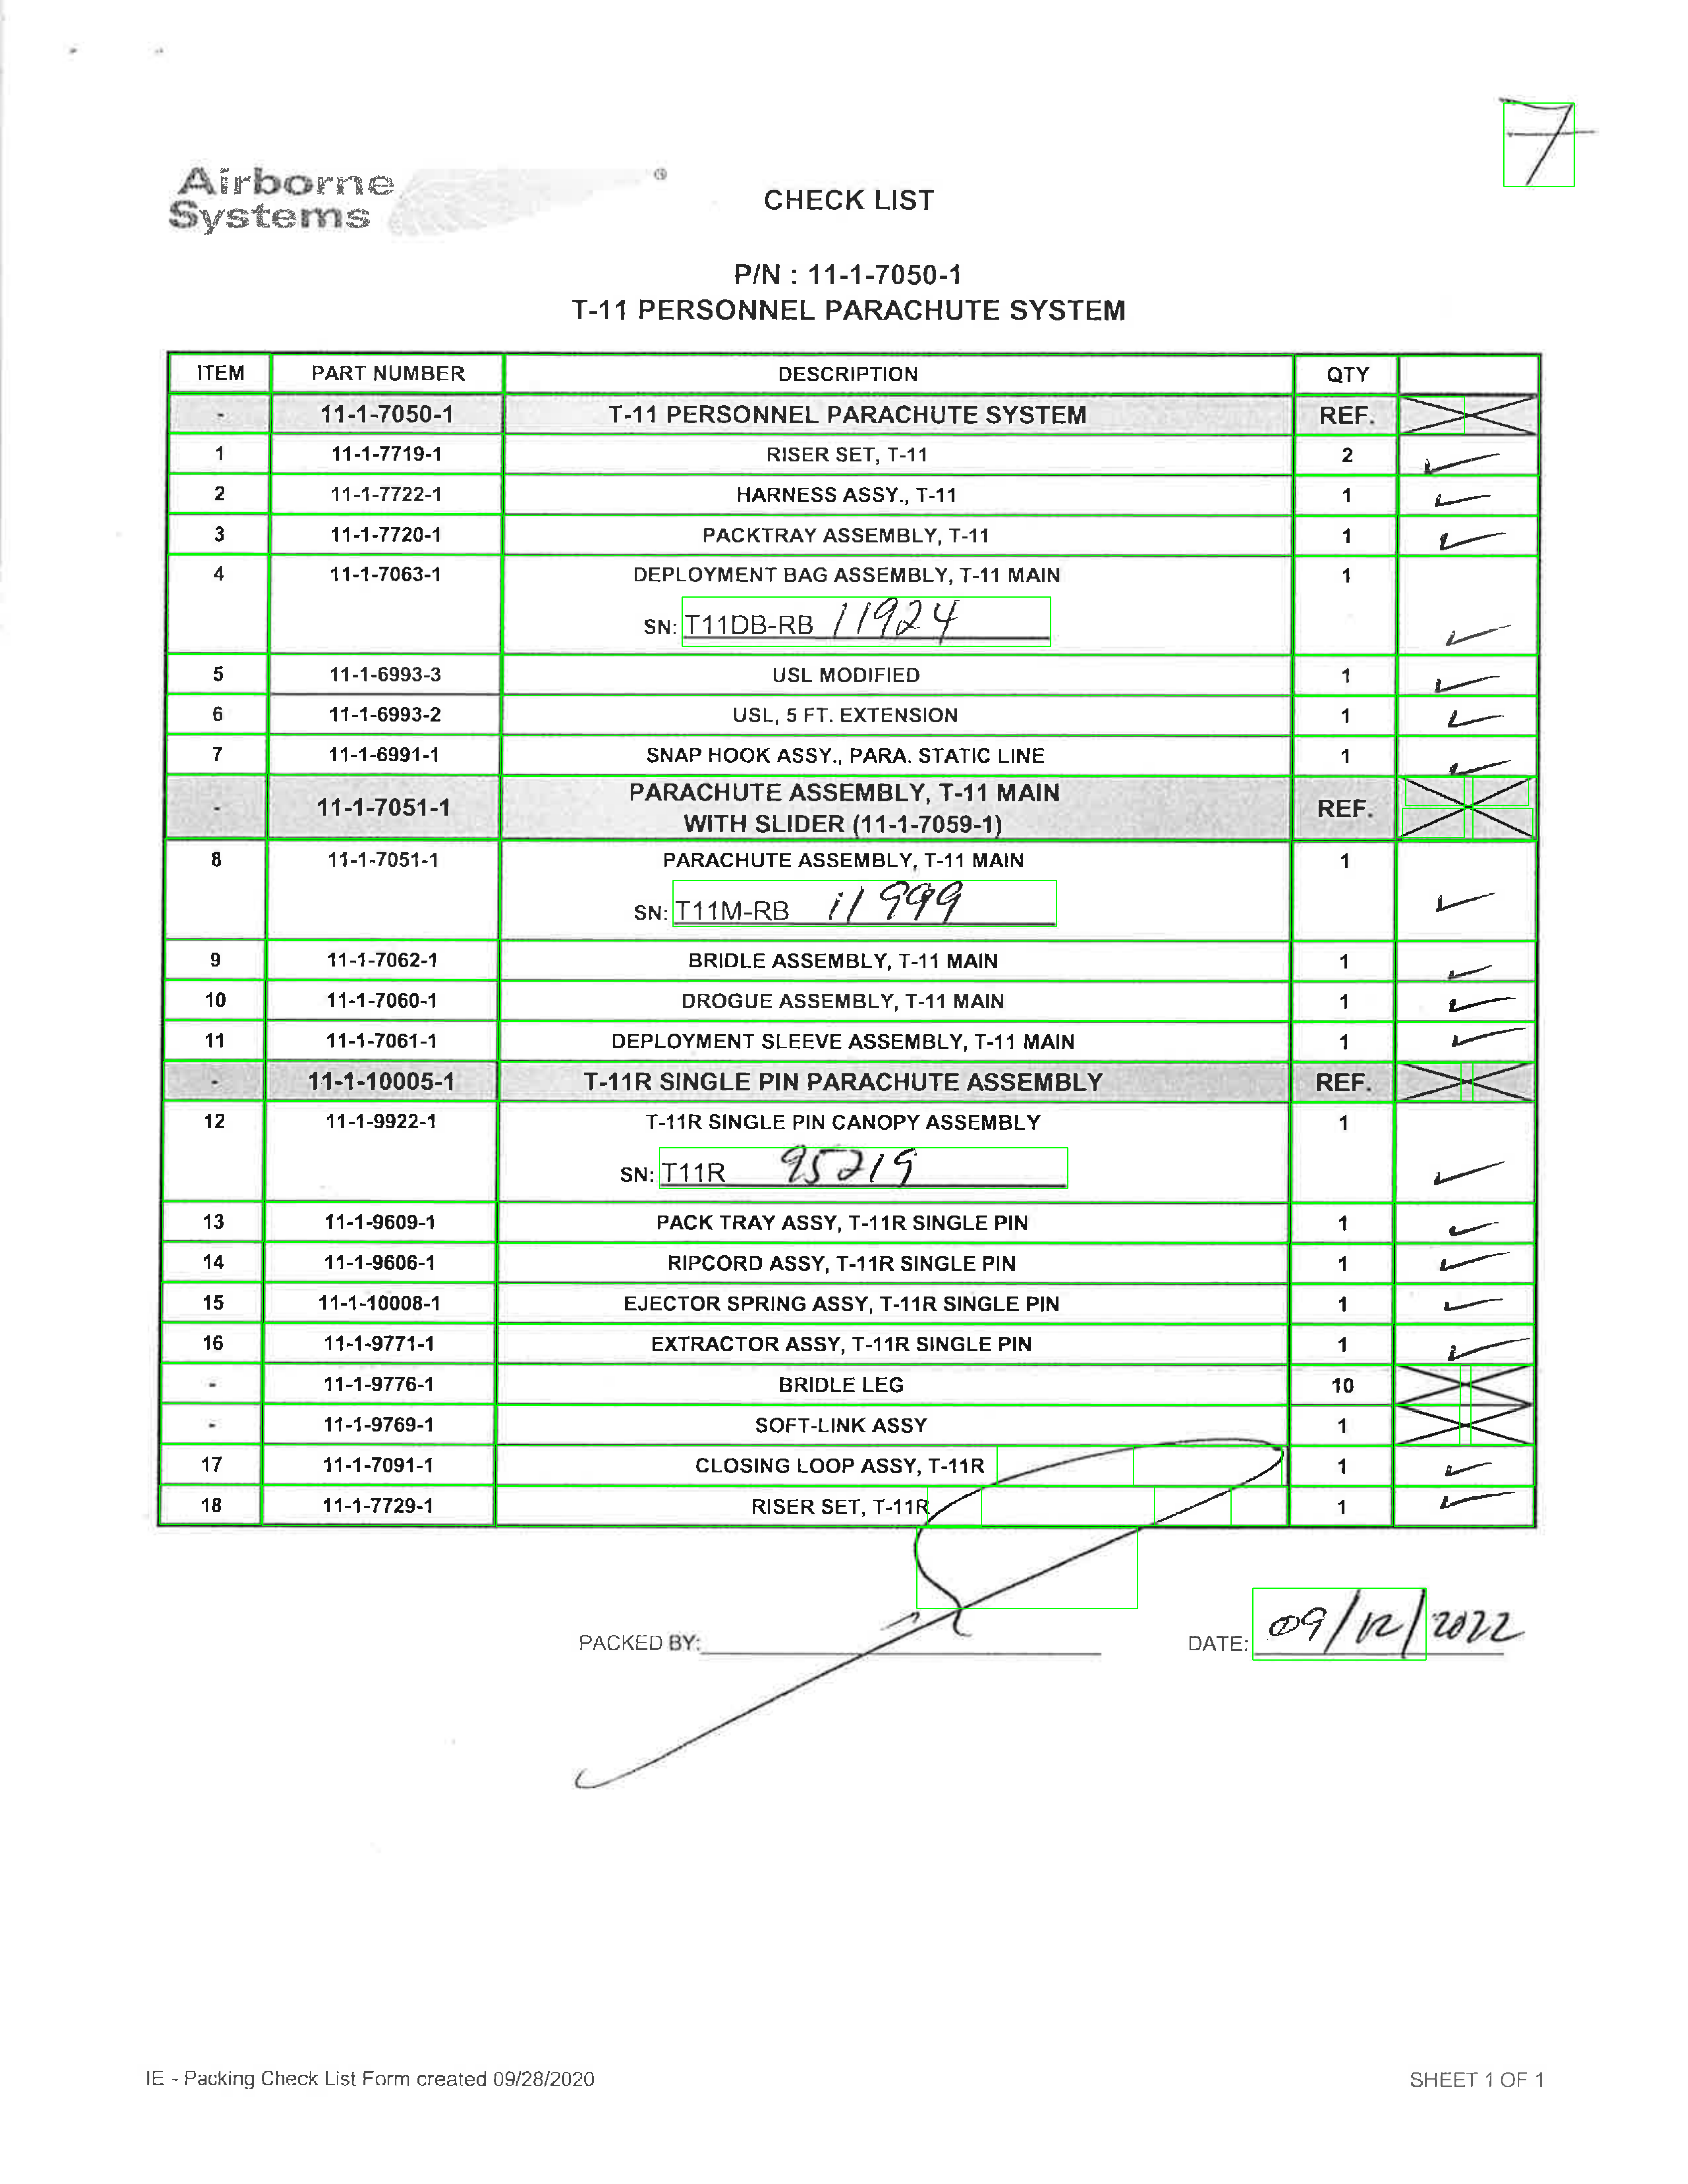 7
Airborne
Systems ®
CHECK LIST
P/N : 11-1-7050-1
T-11 PERSONNEL PARACHUTE SYSTEM
ITEM PART NUMBER DESCRIPTION QTY
- 11-1-7050-1 T-11 PERSONNEL PARACHUTE SYSTEM REF.
1 11-1-7719-1 RISER SET, T-11 2 ✓
2 11-1-7722-1 HARNESS ASSY., T-11 1 ✓
3 11-1-7720-1 PACKTRAY ASSEMBLY, T-11 1 ✓
4 11-1-7063-1 DEPLOYMENT BAG ASSEMBLY, T-11 MAIN 1
SN: T11DB-RB 11924 ✓
5 11-1-6993-3 USL MODIFIED 1 ✓
6 11-1-6993-2 USL, 5 FT. EXTENSION 1 ✓
7 11-1-6991-1 SNAP HOOK ASSY., PARA. STATIC LINE 1 ✓
- 11-1-7051-1 PARACHUTE ASSEMBLY, T-11 MAIN REF.
WITH SLIDER (11-1-7059-1)
8 11-1-7051-1 PARACHUTE ASSEMBLY, T-11 MAIN 1
SN: T11M-RB 11999 ✓
9 11-1-7062-1 BRIDLE ASSEMBLY, T-11 MAIN 1 ✓
10 11-1-7060-1 DROGUE ASSEMBLY, T-11 MAIN 1 ✓
11 11-1-7061-1 DEPLOYMENT SLEEVE ASSEMBLY, T-11 MAIN 1 ✓
- 11-1-10005-1 T-11R SINGLE PIN PARACHUTE ASSEMBLY REF.
12 11-1-9922-1 T-11R SINGLE PIN CANOPY ASSEMBLY 1
SN: T11R 95219 ✓
13 11-1-9609-1 PACK TRAY ASSY, T-11R SINGLE PIN 1 ✓
14 11-1-9606-1 RIPCORD ASSY, T-11R SINGLE PIN 1 ✓
15 11-1-10008-1 EJECTOR SPRING ASSY, T-11R SINGLE PIN 1 ✓
16 11-1-9771-1 EXTRACTOR ASSY, T-11R SINGLE PIN 1 ✓
- 11-1-9776-1 BRIDLE LEG 10
- 11-1-9769-1 SOFT-LINK ASSY 1
17 11-1-7091-1 CLOSING LOOP ASSY, T-11R 1 ✓
18 11-1-7729-1 RISER SET, T-11R 1 ✓
PACKED BY: DATE: 09/12/2022
IE - Packing Check List Form created 09/28/2020 SHEET 1 OF 1